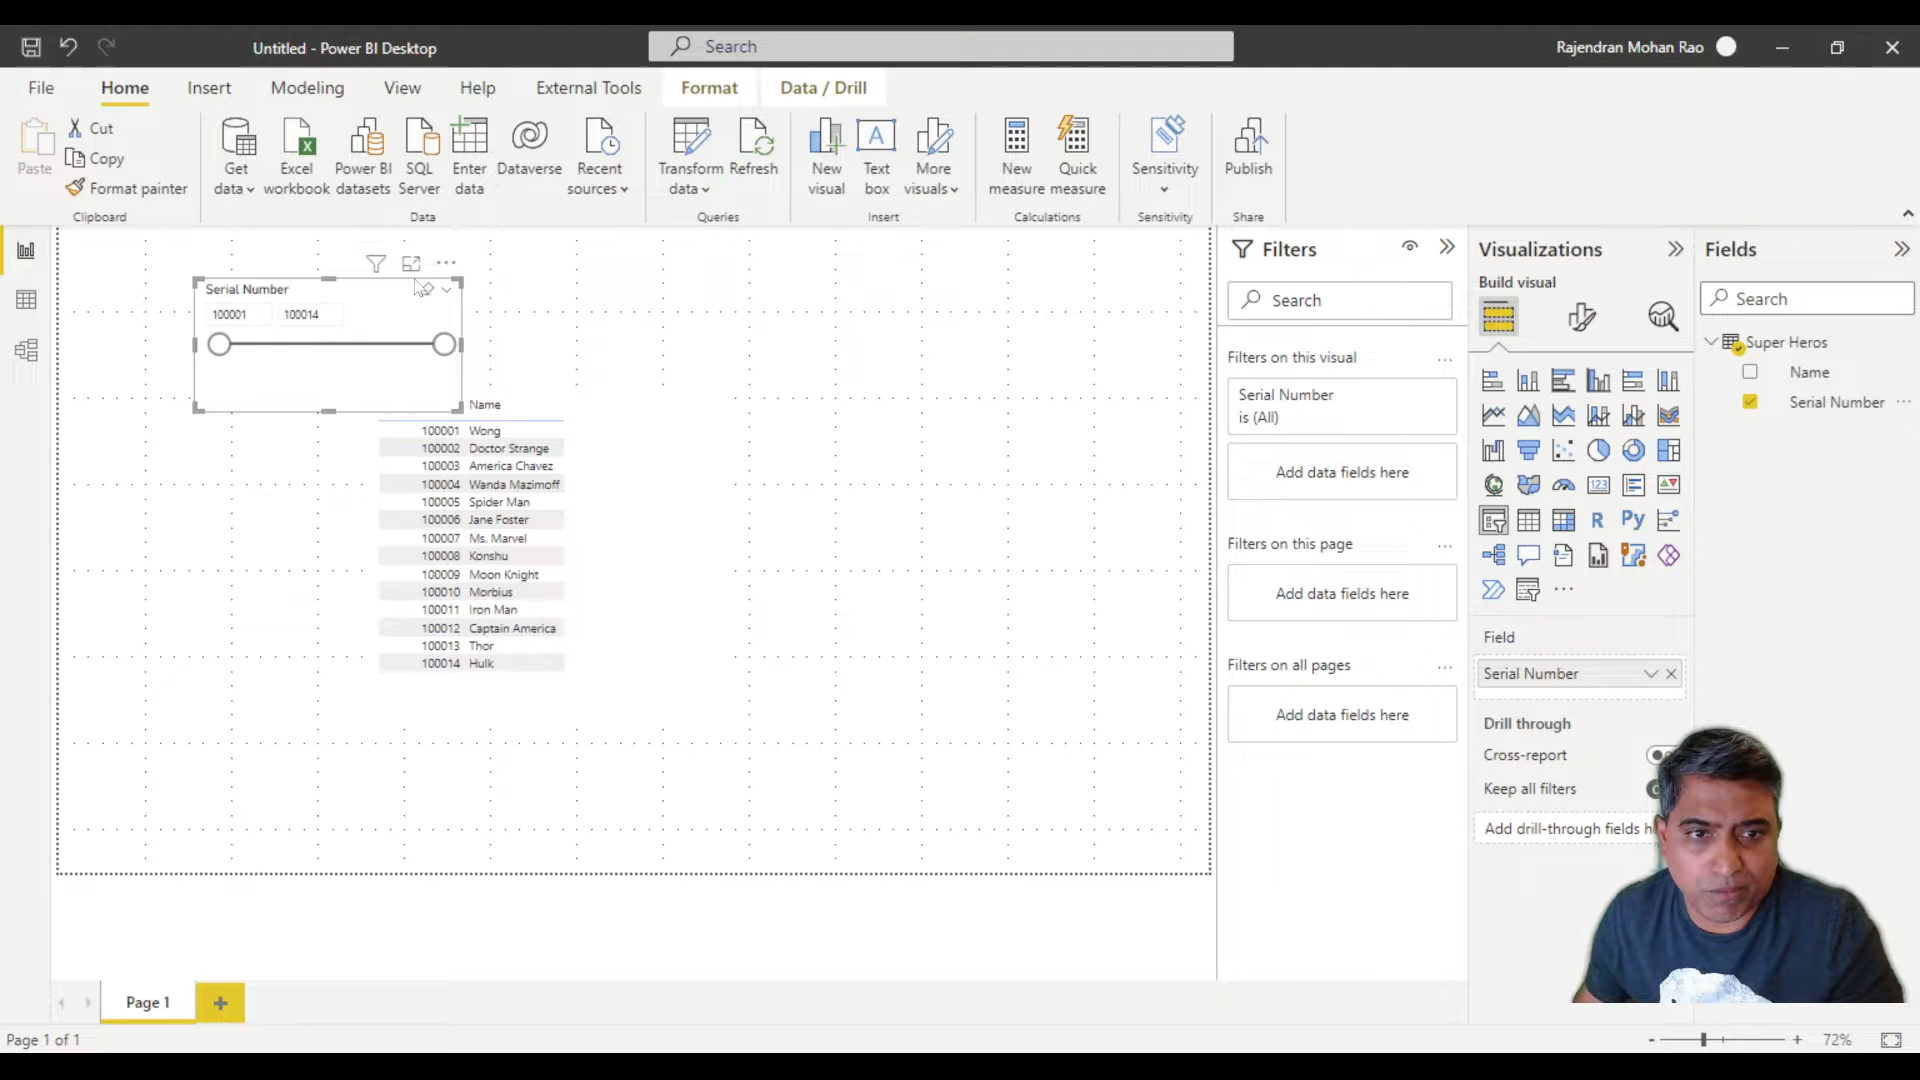 Untitled - Power BI Desktop
Search
Rajendran Mohan Rao
File
Home
Insert
Modeling
View
Help
External Tools
Format
Data / Drill
Paste
Cut
Copy
Format painter
Clipboard
Get
data
Excel
workbook
Power BI
datasets
SQL
Server
Enter
data
Dataverse
Recent
sources
Data
Transform
data
Refresh
Queries
New
visual
Text
box
More
visuals
Insert
New
measure
Quick
measure
Calculations
Sensitivity
Sensitivity
Publish
Share
Serial Number
100001
100014
Name
100001 Wong
100002 Doctor Strange
100003 America Chavez
100004 Wanda Mazimoff
100005 Spider Man
100006 Jane Foster
100007 Ms. Marvel
100008 Konshu
100009 Moon Knight
100010 Morbius
100011 Iron Man
100012 Captain America
100013 Thor
100014 Hulk
Filters
Search
Filters on this visual
Serial Number
is (All)
Add data fields here
Filters on this page
Add data fields here
Filters on all pages
Add data fields here
Visualizations
Build visual
123
R
Py
Field
Serial Number
Drill through
Cross-report
Keep all filters
Add drill-through fields
Fields
Search
Super Heros
Name
Serial Number
Page 1
Page 1 of 1
72%